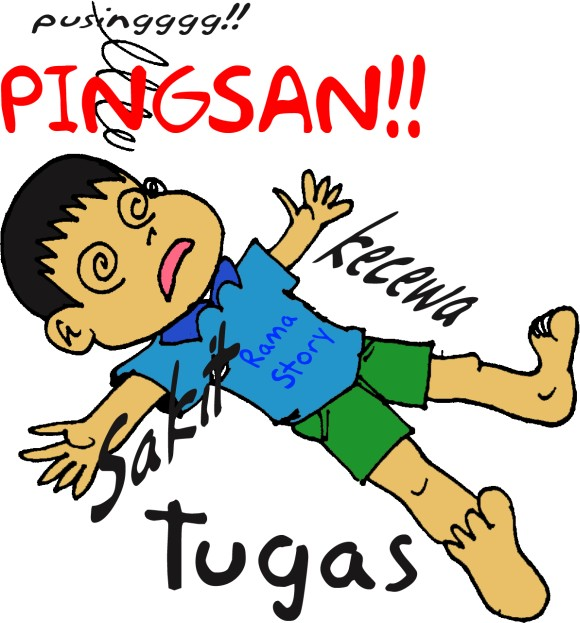 pusingggg!!
PINGSAN!!
kecewa
Rama
Story
Sakit
Tugas